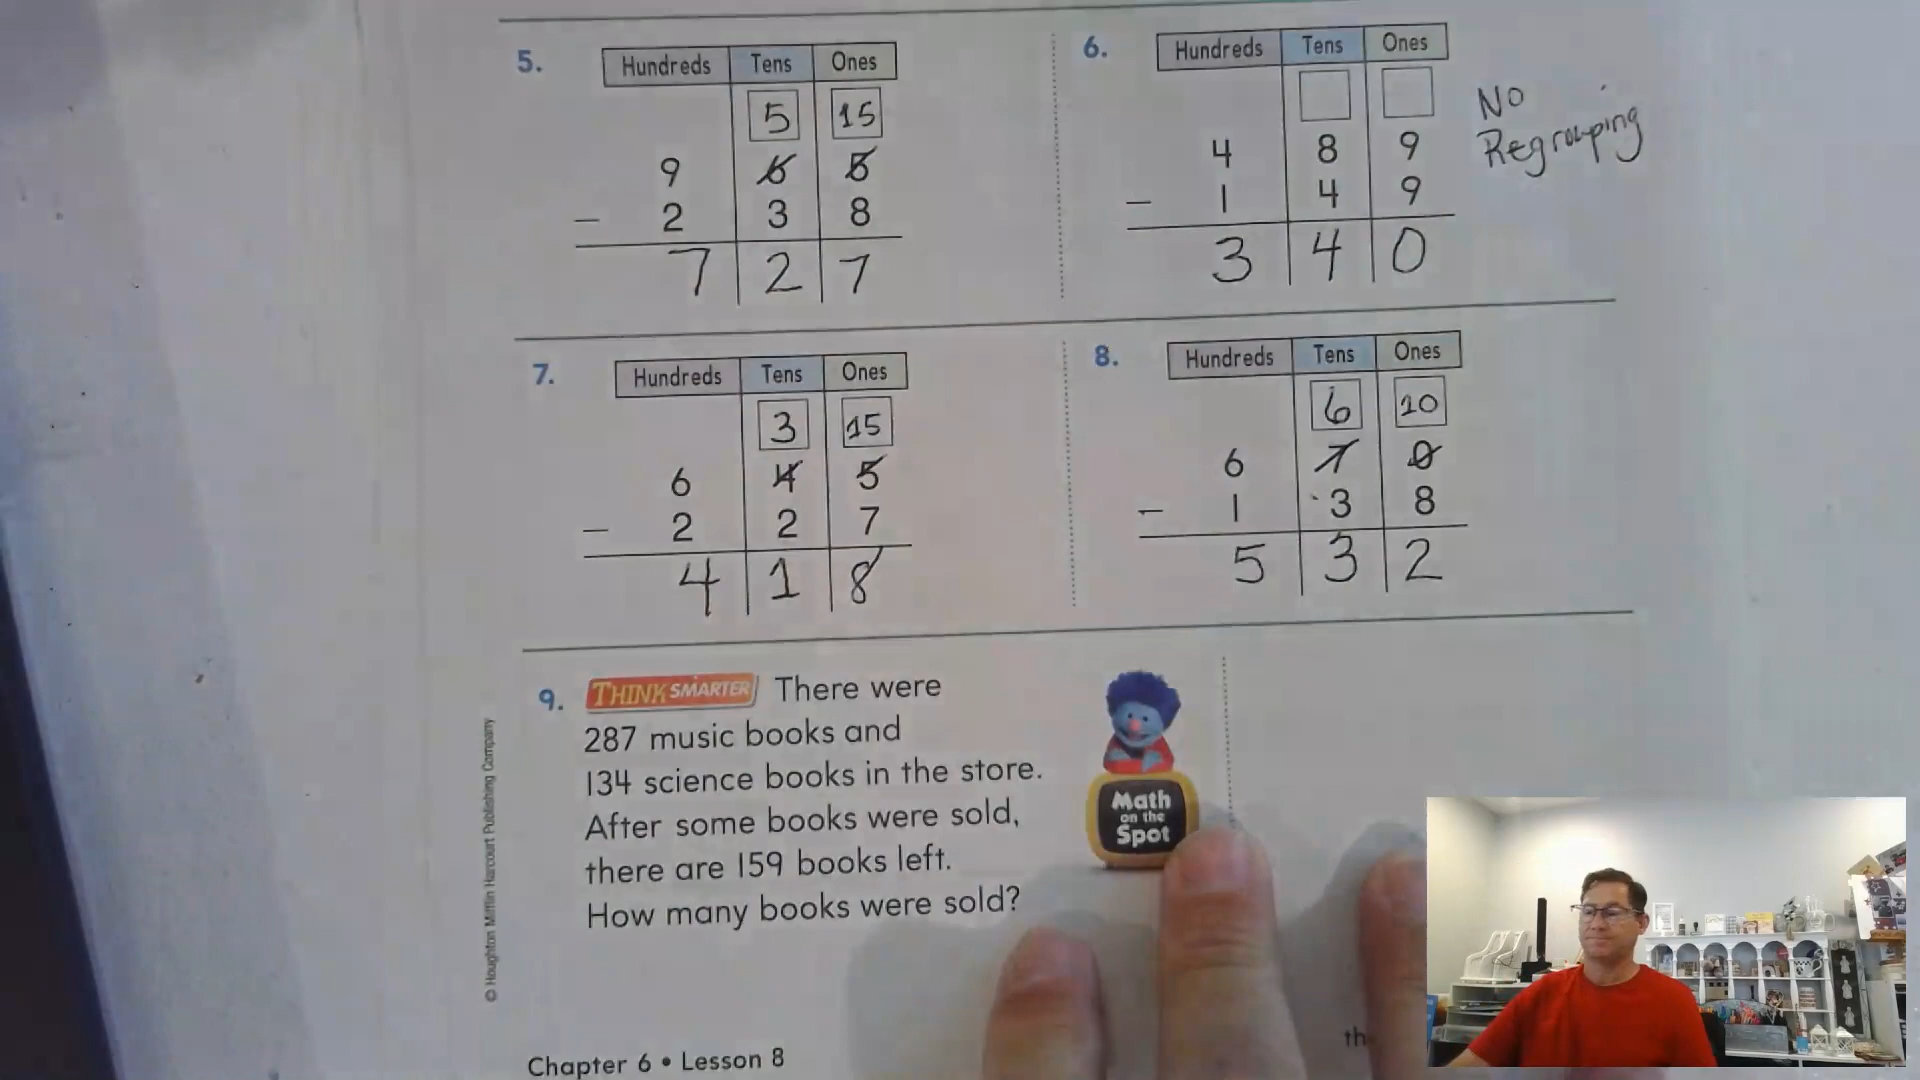 5.
Hundreds Tens Ones
5 15
9 6 5
– 2 3 8
7 2 7
6.
Hundreds Tens Ones
4 8 9
– 1 4 9
3 4 0
No
Regrouping
7.
Hundreds Tens Ones
3 15
6 4 5
– 2 2 7
4 1 8
8.
Hundreds Tens Ones
6 10
6 7 0
– 1 3 8
5 3 2
9. THINK SMARTER There were
287 music books and
134 science books in the store.
After some books were sold,
there are 159 books left.
How many books were sold?
Math
on the
Spot
© Houghton Mifflin Harcourt Publishing Company
Chapter 6 • Lesson 8